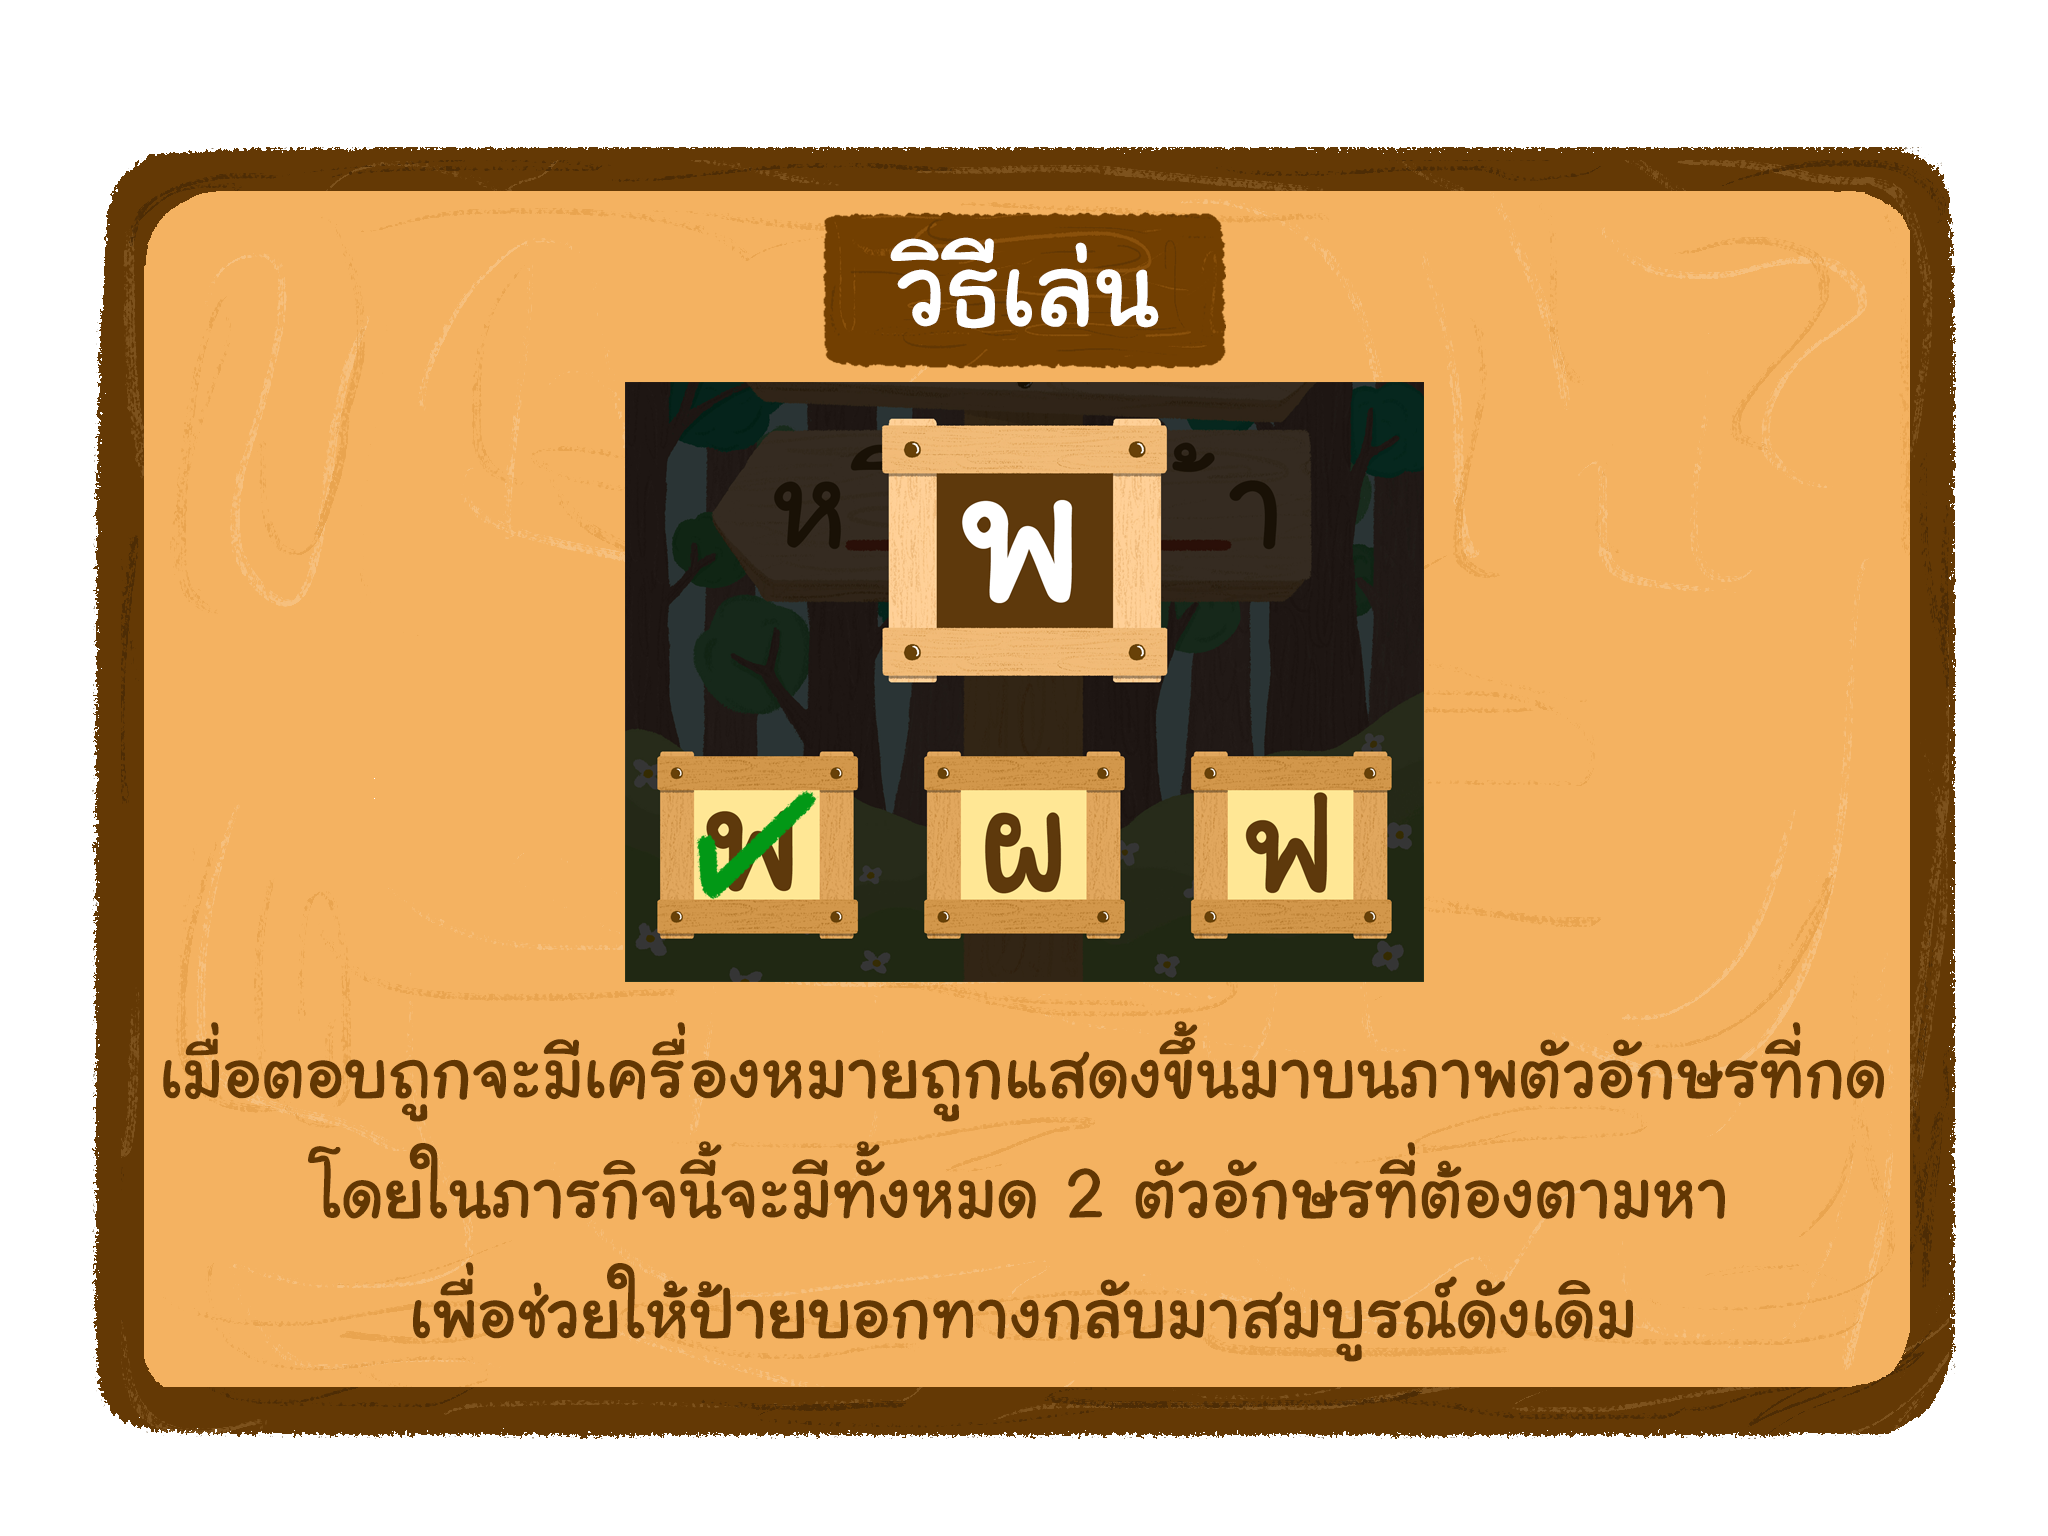 วิธีเล่น
ห
้า
พ
พ ผ ฟ
เมื่อตอบถูกจะมีเครื่องหมายถูกแสดงขึ้นมาบนภาพตัวอักษรที่กด
โดยในภารกิจนี้จะมีทั้งหมด 2 ตัวอักษรที่ต้องตามหา
เพื่อช่วยให้ป้ายบอกทางกลับมาสมบูรณ์ดังเดิม